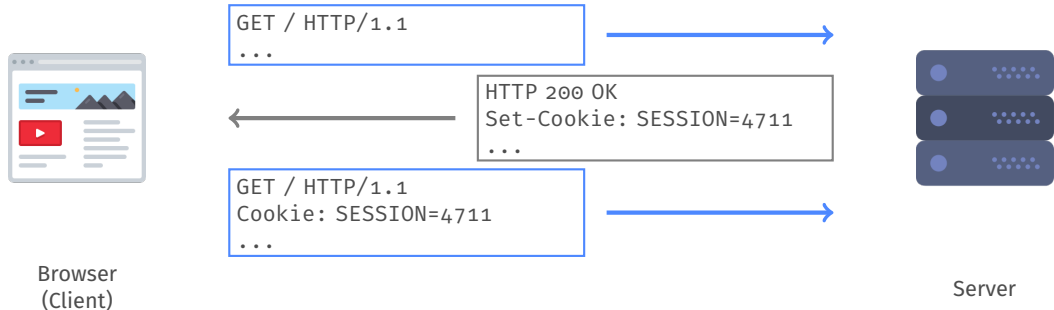 GET / HTTP/1.1
...
HTTP 200 OK
Set-Cookie: SESSION=4711
...
GET / HTTP/1.1
Cookie: SESSION=4711
...
Browser
(Client)
Server